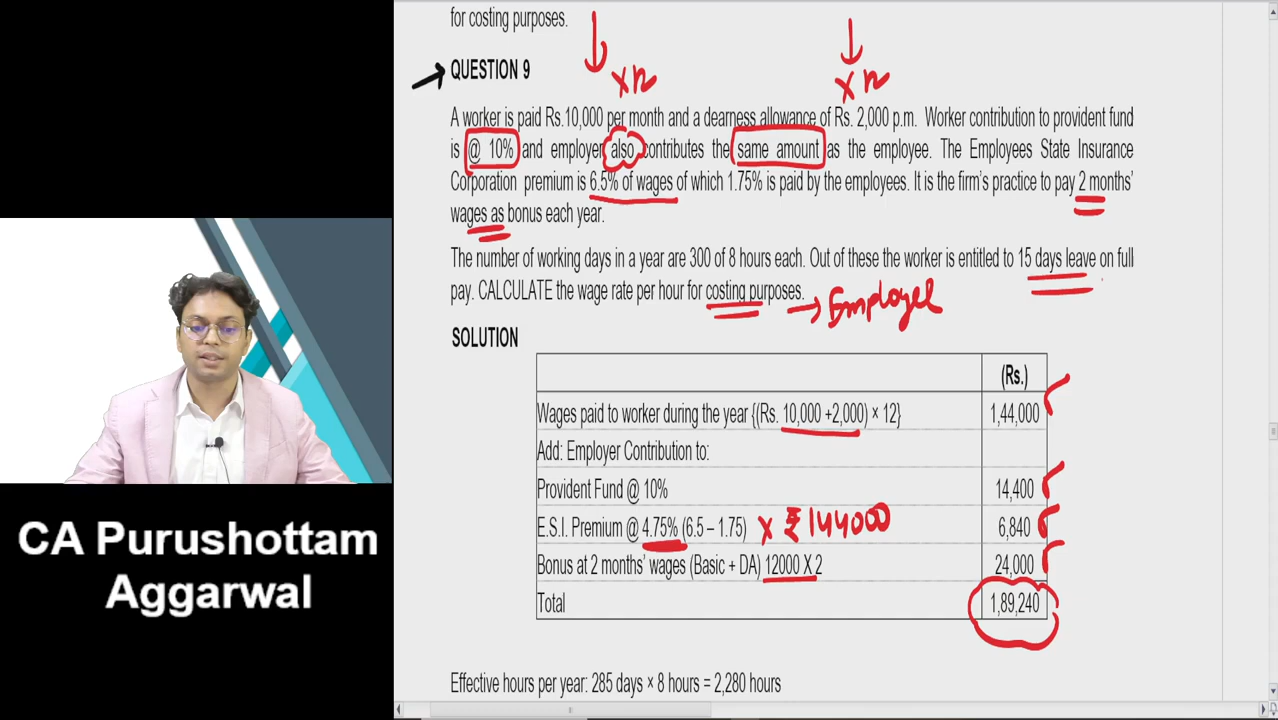 for costing purposes.
x12
x12
QUESTION 9
A worker is paid Rs.10,000 per month and a dearness allowance of Rs. 2,000 p.m. Worker contribution to provident fund
is @ 10% and employer also contributes the same amount as the employee. The Employees State Insurance
Corporation premium is 6.5% of wages of which 1.75% is paid by the employees. It is the firm's practice to pay 2 months'
wages as bonus each year.
The number of working days in a year are 300 of 8 hours each. Out of these the worker is entitled to 15 days leave on full
pay. CALCULATE the wage rate per hour for costing purposes.
Employer
SOLUTION
(Rs.)
Wages paid to worker during the year {(Rs. 10,000 +2,000) × 12} 1,44,000
Add: Employer Contribution to:
Provident Fund @ 10% 14,400
E.S.I. Premium @ 4.75% (6.5 – 1.75) x ₹144000 6,840
Bonus at 2 months' wages (Basic + DA) 12000 X 2 24,000
Total 1,89,240
Effective hours per year: 285 days × 8 hours = 2,280 hours
CA Purushottam
Aggarwal